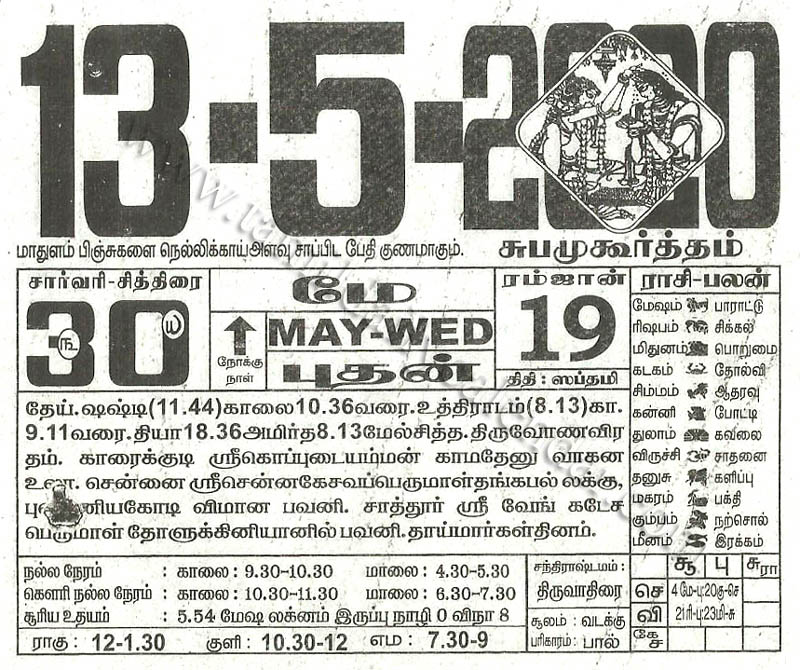 13-5-2020
மாதுளம் பிஞ்சுகளை நெல்லிக்காய் அளவு சாப்பிட பேதி குணமாகும்.
சுபமுகூர்த்தம்
சார்வரி-சித்திரை
30
௩ ௰
மே
MAY-WED
புதன்
நோக்கு நாள்
ரம்ஜான்
19
திதி : ஸப்தமி
ராசி-பலன்
மேஷம் பாராட்டு
ரிஷபம் சிக்கல்
மிதுனம் பொறுமை
கடகம் தோல்வி
சிம்மம் ஆதரவு
கன்னி போட்டி
துலாம் கவலை
விருச்சி சாதனை
தனுசு களிப்பு
மகரம் பக்தி
கும்பம் நற்சொல்
மீனம் இரக்கம்
தேய். ஷஷ்டி(11.44)காலை10.36வரை. உத்திராடம்(8.13)கா.
9.11வரை. தியா18.36அமிர்த8.13மேல்சித்த. திருவோணவிர
தம். காரைக்குடி ஸ்ரீகொப்புடையம்மன் காமதேனு வாகன
உலா. சென்னை ஸ்ரீசென்னகேசவப்பெருமாள்தங்கபல் லக்கு,
ணியகோடி விமான பவனி. சாத்தூர் ஸ்ரீ வேங் கடேச
பெருமாள் தோளுக்கினியானில் பவனி. தாய்மார்கள்தினம்.
நல்ல நேரம் : காலை: 9.30-10.30 மாலை: 4.30-5.30
கௌரி நல்ல நேரம் : காலை: 10.30-11.30 மாலை: 6.30-7.30
சூரிய உதயம் : 5.54 மேஷ லக்னம் இருப்பு நாழி 0 விநா 8
ராகு: 12-1.30 குளி: 10.30-12 எம: 7.30-9
சந்திராஷ்டமம்:
திருவாதிரை
சூலம்: வடக்கு
பரிகாரம்: பால்
சூ பு சு ரா
செ 4மே-பு:20கு-செ
வி 21ரி-பு:23மி-சு
கே